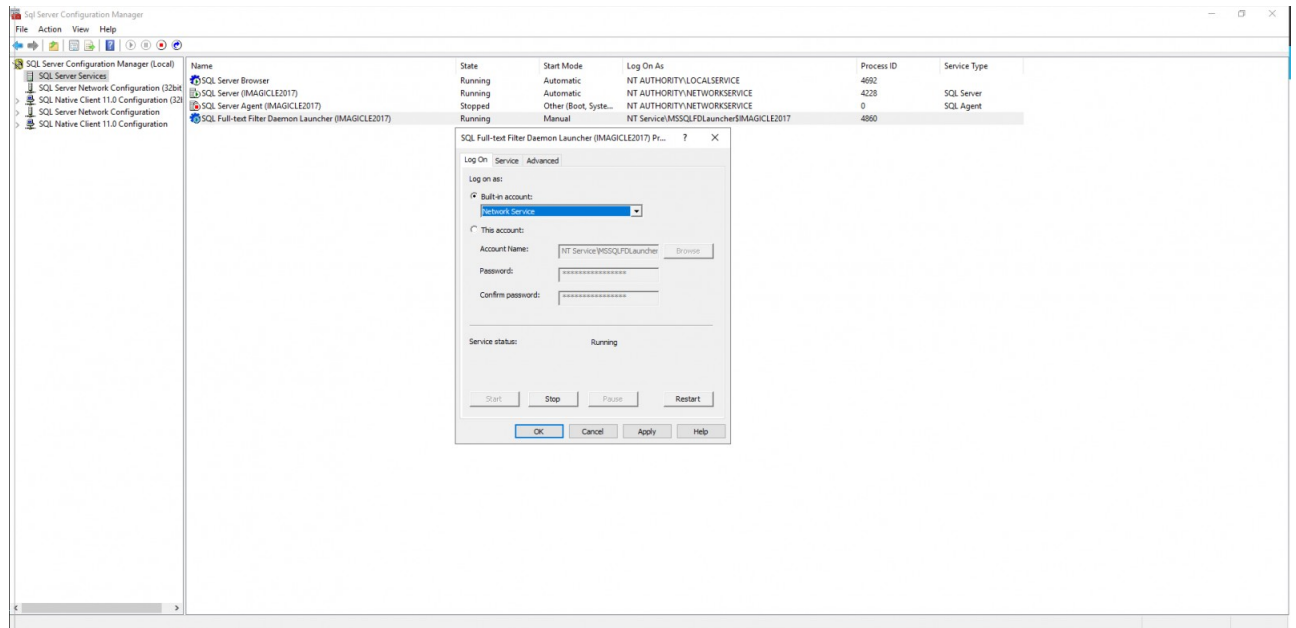 Sql Server Configuration Manager
File Action View Help
SQL Server Configuration Manager (Local)
SQL Server Services
SQL Server Network Configuration (32bit
SQL Native Client 11.0 Configuration (32l
SQL Server Network Configuration
SQL Native Client 11.0 Configuration
Name State Start Mode Log On As Process ID Service Type
SQL Server Browser Running Automatic NT AUTHORITY\LOCALSERVICE 4692
SQL Server (IMAGICLE2017) Running Automatic NT AUTHORITY\NETWORKSERVICE 4228 SQL Server
SQL Server Agent (IMAGICLE2017) Stopped Other (Boot, Syste... NT AUTHORITY\NETWORKSERVICE 0 SQL Agent
SQL Full-text Filter Daemon Launcher (IMAGICLE2017) Running Manual NT Service\MSSQLFDLauncher$IMAGICLE2017 4860
SQL Full-text Filter Daemon Launcher (IMAGICLE2017) Pr... ? ×
Log On Service Advanced
Log on as:
Built-in account:
Network Service
This account:
Account Name: NT Service\MSSQLFDLauncher Browse
Password: ***************
Confirm password: ***************
Service status: Running
Start Stop Pause Restart
OK Cancel Apply Help